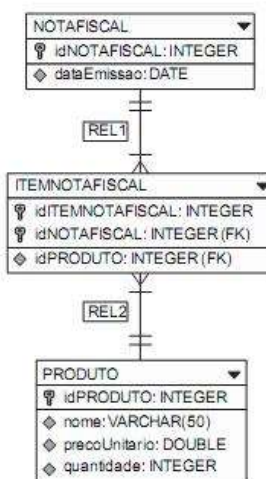 NOTAFISCAL
idNOTAFISCAL: INTEGER
dataEmissao: DATE
REL1
ITEMNOTAFISCAL
idITEMNOTAFISCAL: INTEGER
idNOTAFISCAL: INTEGER (FK)
idPRODUTO: INTEGER (FK)
REL2
PRODUTO
idPRODUTO: INTEGER
nome: VARCHAR(50)
precoUnitario: DOUBLE
quantidade: INTEGER